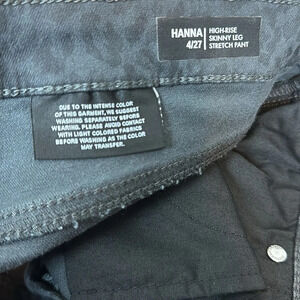 HANNA
4/27
HIGH-RISE
SKINNY LEG
STRETCH PANT
DUE TO THE INTENSE COLOR
OF THIS GARMENT, WE SUGGEST
WASHING SEPARATELY BEFORE
WEARING. PLEASE AVOID CONTACT
WITH LIGHT COLORED FABRICS
BEFORE WASHING AS THE COLOR
MAY TRANSFER.